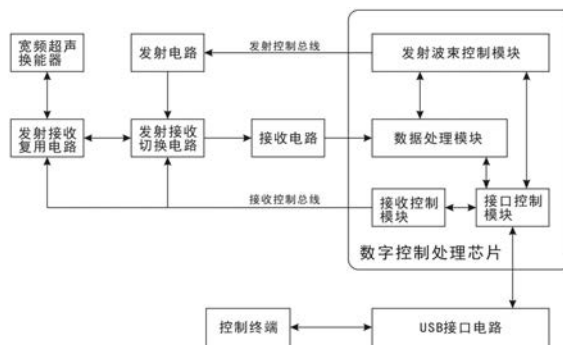 宽频超声
换能器
发射电路
发射控制总线
发射波束控制模块
发射接收
复用电路
发射接收
切换电路
接收电路
数据处理模块
接收控制总线
接收控制
模块
接口控制
模块
数字控制处理芯片
控制终端
USB接口电路